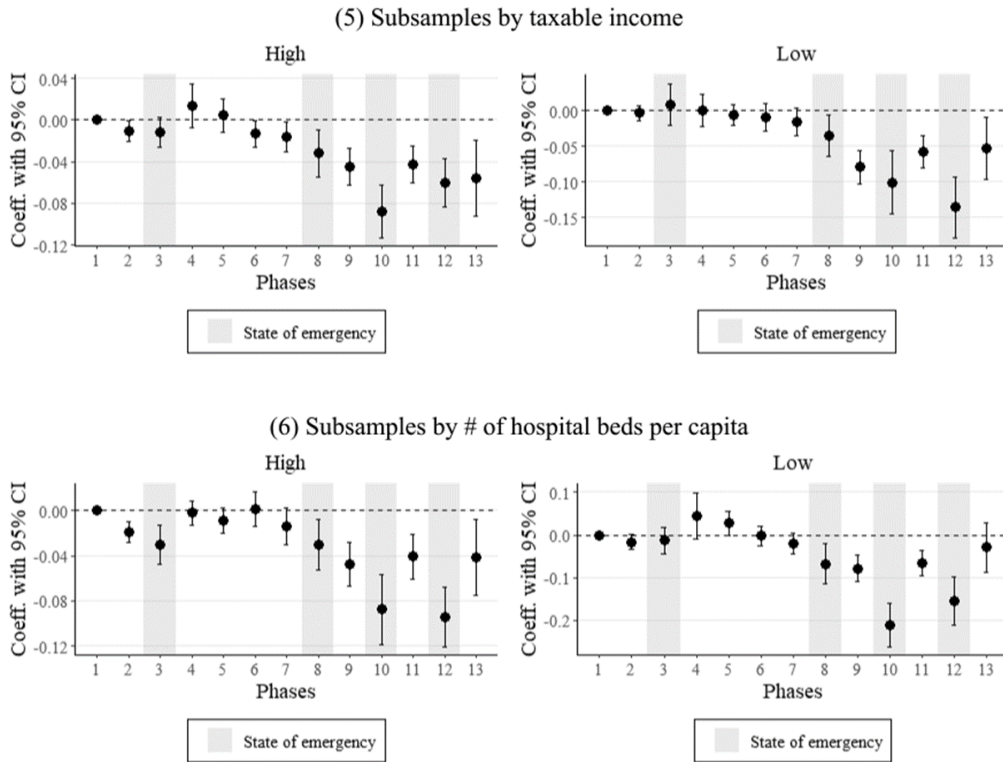 (5) Subsamples by taxable income
High
Coeff. with 95% CI
0.04
0.00
-0.04
-0.08
-0.12
1 2 3 4 5 6 7 8 9 10 11 12 13
Phases
State of emergency
Low
Coeff. with 95% CI
0.00
-0.05
-0.10
-0.15
1 2 3 4 5 6 7 8 9 10 11 12 13
Phases
State of emergency
(6) Subsamples by # of hospital beds per capita
High
Coeff. with 95% CI
0.00
-0.04
-0.08
-0.12
1 2 3 4 5 6 7 8 9 10 11 12 13
Phases
State of emergency
Low
Coeff. with 95% CI
0.1
0.0
-0.1
-0.2
1 2 3 4 5 6 7 8 9 10 11 12 13
Phases
State of emergency